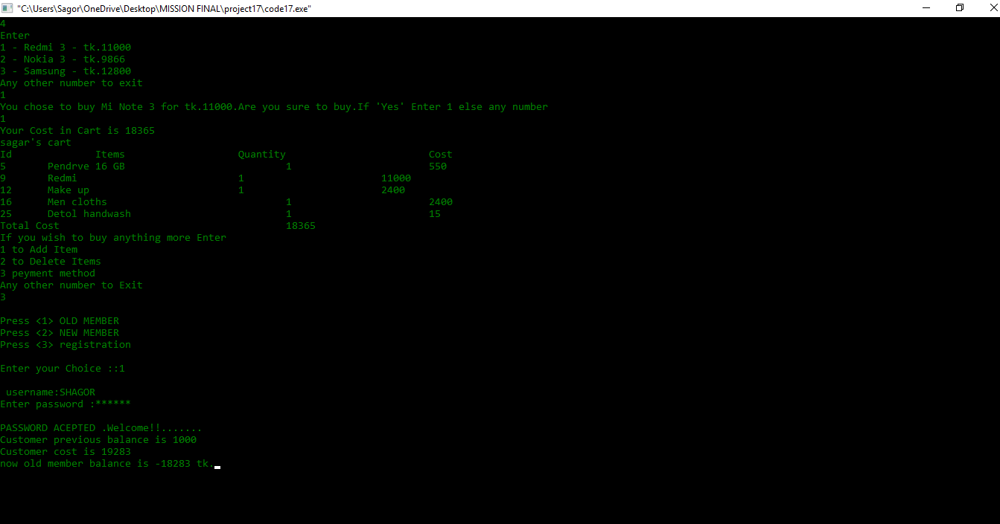 "C:\Users\Sagor\OneDrive\Desktop\MISSION FINAL\project17\code17.exe"
4
Enter
1 - Redmi 3 - tk.11000
2 - Nokia 3 - tk.9866
3 - Samsung - tk.12800
Any other number to exit
1
You chose to buy Mi Note 3 for tk.11000.Are you sure to buy.If 'Yes' Enter 1 else any number
1
Your Cost in Cart is 18365
sagar's cart
Id Items Quantity Cost
5 Pendrve 16 GB 1 550
9 Redmi 1 11000
12 Make up 1 2400
16 Men cloths 1 2400
25 Detol handwash 1 15
Total Cost 18365
If you wish to buy anything more Enter
1 to Add Item
2 to Delete Items
3 peyment method
Any other number to Exit
3
Press <1> OLD MEMBER
Press <2> NEW MEMBER
Press <3> registration
Enter your Choice ::1
username:SHAGOR
Enter password :******
PASSWORD ACEPTED .Welcome!!.......
Customer previous balance is 1000
Customer cost is 19283
now old member balance is -18283 tk.